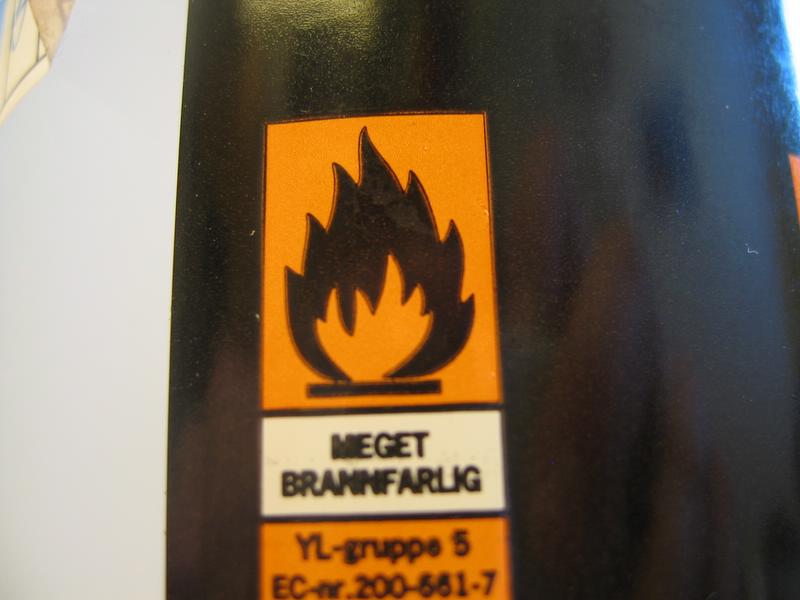 MEGET
BRANNFARLIG
YL-gruppe 5
EC-nr.200-661-7